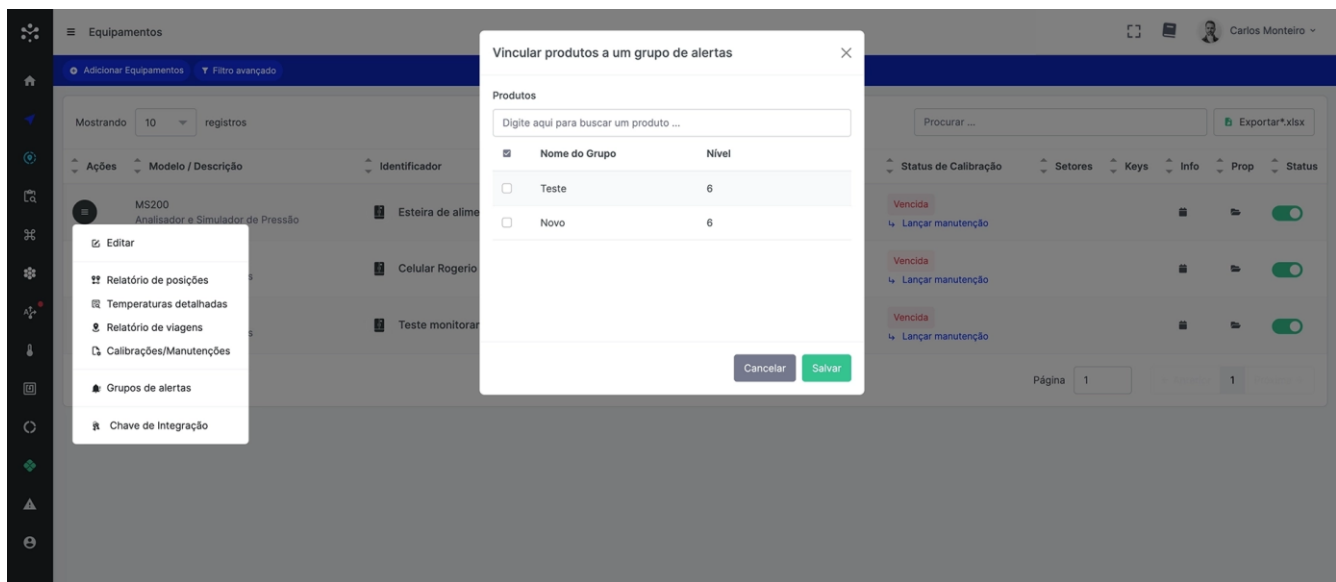 Equipamentos
Carlos Monteiro
Adicionar Equipamentos
Filtro avançado
Mostrando 10 registros
Procurar ...
Exportar*.xlsx
Ações
Modelo / Descrição
Identificador
Status de Calibração
Setores
Keys
Info
Prop
Status
MS200
Analisador e Simulador de Pressão
Esteira de alime
Vencida
Lançar manutenção
Celular Rogerio
Vencida
Lançar manutenção
Teste monitorar
Vencida
Lançar manutenção
Página 1
1
Editar
Relatório de posições
Temperaturas detalhadas
Relatório de viagens
Calibrações/Manutenções
Grupos de alertas
Chave de Integração
Vincular produtos a um grupo de alertas
Produtos
Digite aqui para buscar um produto ...
Nome do Grupo
Nível
Teste
6
Novo
6
Cancelar
Salvar